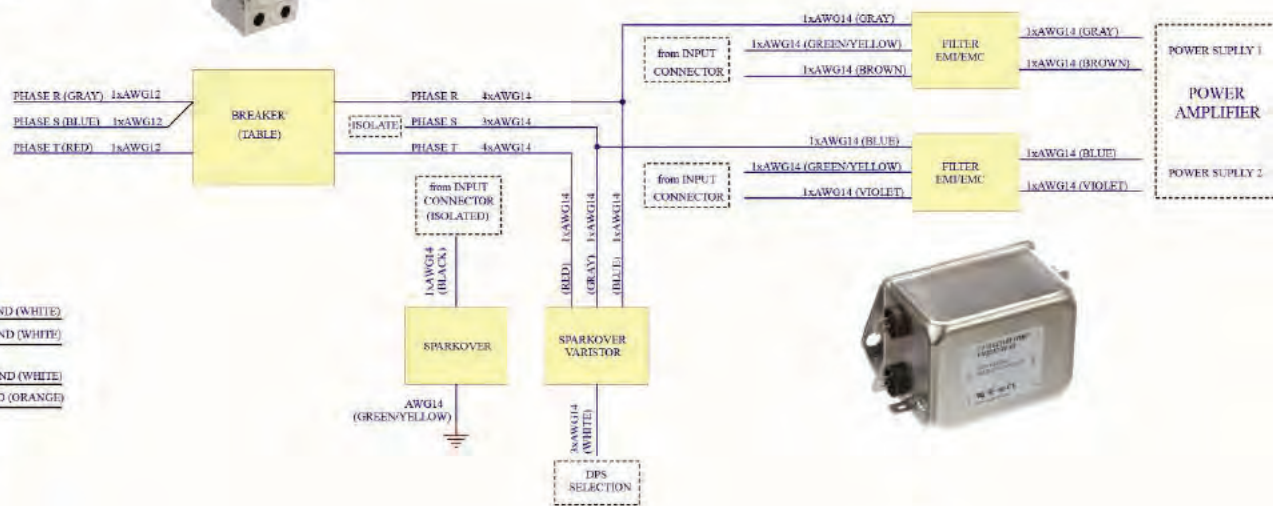 1xAWG14 (GRAY)
from INPUT
CONNECTOR
1xAWG14 (GREEN/YELLOW)
1xAWG14 (BROWN)
FILTER
EMI/EMC
1xAWG14 (GRAY)
1xAWG14 (BROWN)
POWER SUPLLY 1
POWER
AMPLIFIER
POWER SUPLLY 2
PHASE R (GRAY) 1xAWG12
PHASE S (BLUE) 1xAWG12
PHASE T (RED) 1xAWG12
BREAKER
(TABLE)
PHASE R 4xAWG14
ISOLATE PHASE S 3xAWG14
PHASE T 4xAWG14
1xAWG14 (BLUE)
from INPUT
CONNECTOR
1xAWG14 (GREEN/YELLOW)
1xAWG14 (VIOLET)
FILTER
EMI/EMC
1xAWG14 (BLUE)
1xAWG14 (VIOLET)
from INPUT
CONNECTOR
(ISOLATED)
1xAWG14
(BLACK)
(RED) 1xAWG14
(GRAY) 1xAWG14
(BLUE) 1xAWG14
SPARKOVER
SPARKOVER
VARISTOR
AWG14
(GREEN/YELLOW)
3xAWG14
(WHITE)
DPS
SELECTION
ND (WHITE)
ND (WHITE)
ND (WHITE)
D (ORANGE)